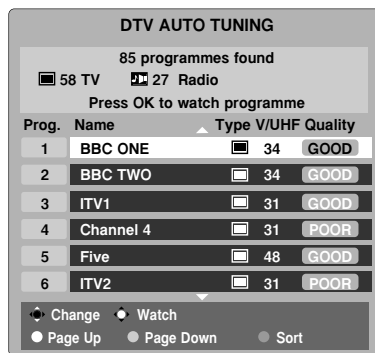 DTV AUTO TUNING
85 programmes found
58 TV 27 Radio
Press OK to watch programme
Prog. Name Type V/UHF Quality
1 BBC ONE 34 GOOD
2 BBC TWO 34 GOOD
3 ITV1 31 GOOD
4 Channel 4 31 POOR
5 Five 48 GOOD
6 ITV2 31 POOR
Change Watch
Page Up Page Down Sort